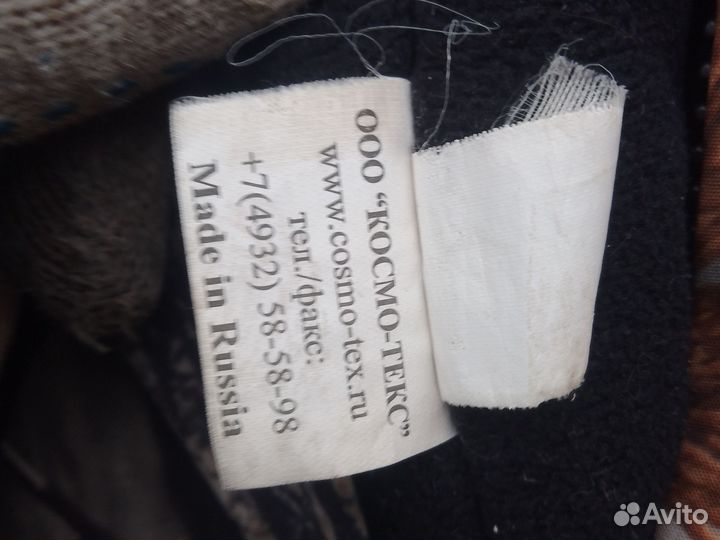 ООО “КОСМО-ТЕКС”
www.cosmo-tex.ru
тел./факс:
+7(4932) 58-58-98
Made in Russia
Avito